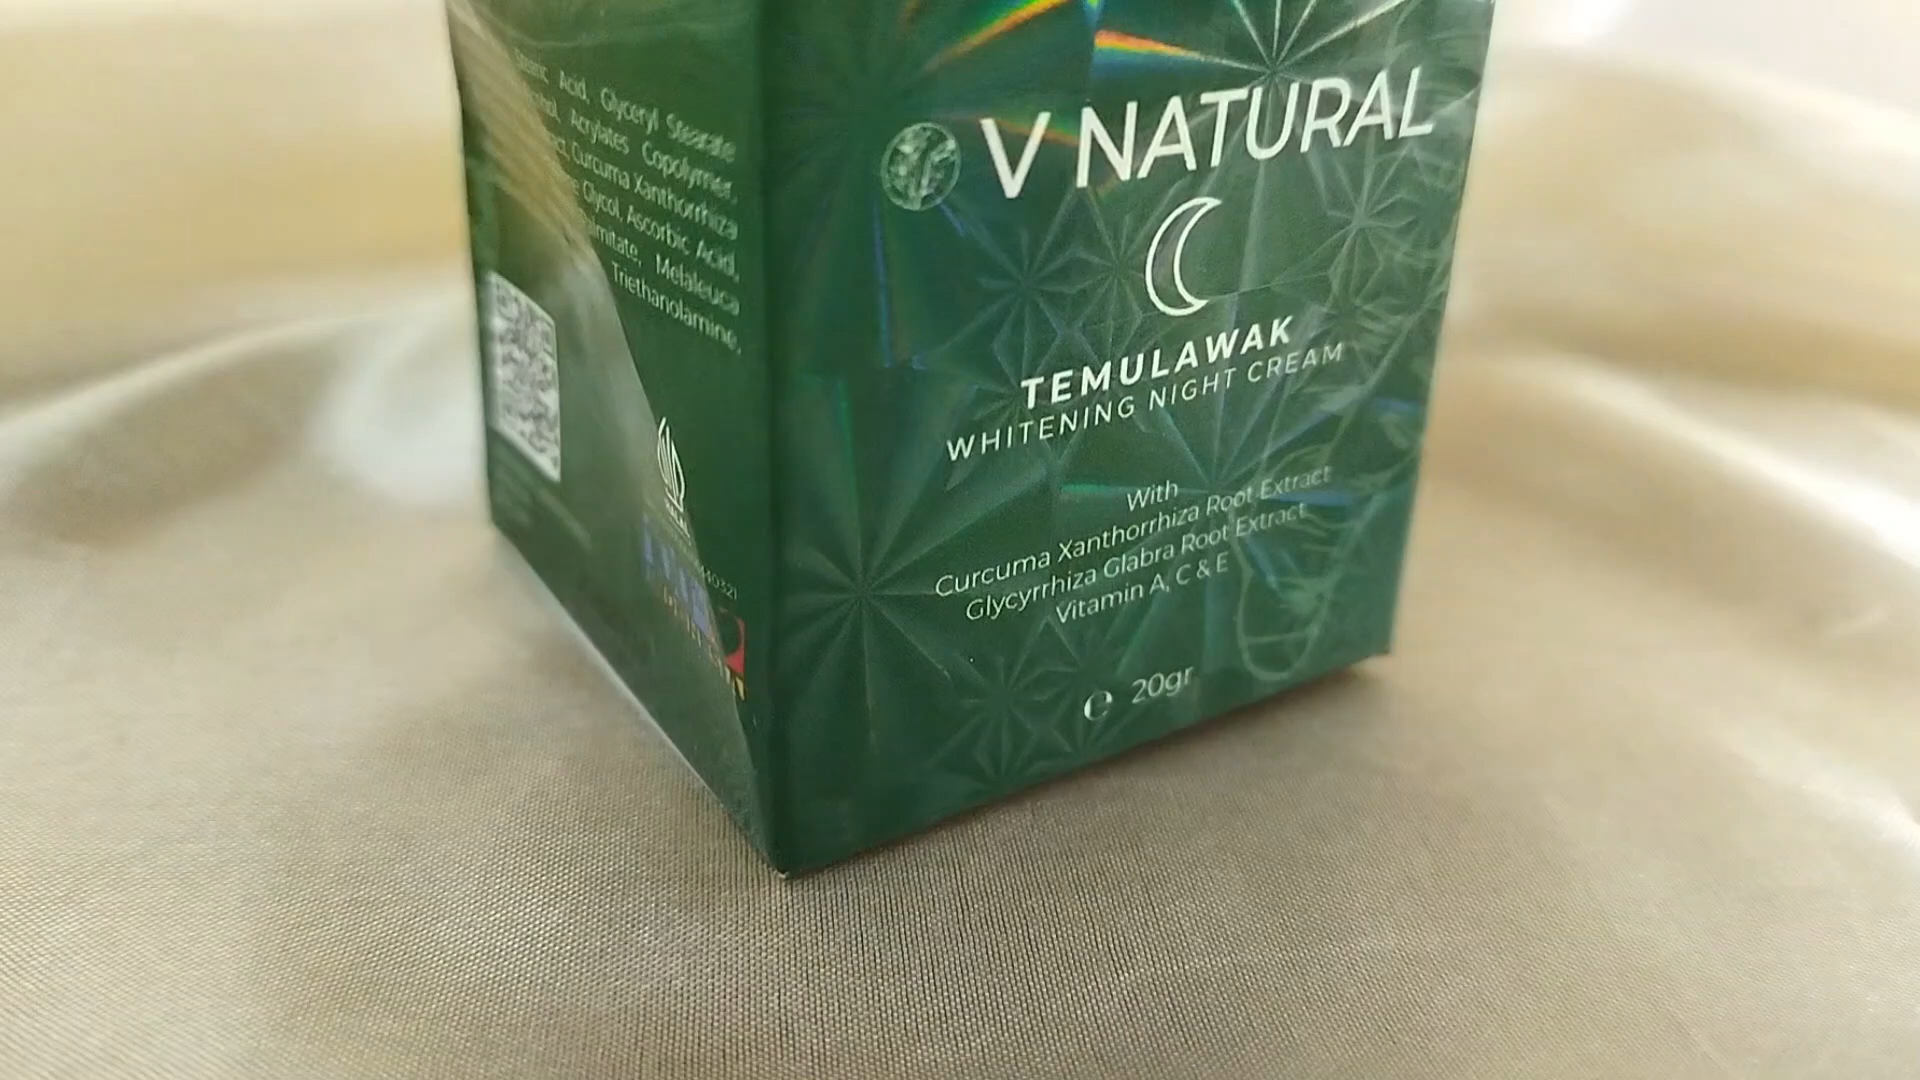 V NATURAL
TEMULAWAK
WHITENING NIGHT CREAM
With
Curcuma Xanthorrhiza Root Extract
Glycyrrhiza Glabra Root Extract
Vitamin A, C & E
℮ 20gr
Acid, Glyceryl Stearate
Acrylates Copolymer,
Curcuma Xanthorrhiza
Glycol, Ascorbic Acid,
Melaleuca
Triethanolamine,